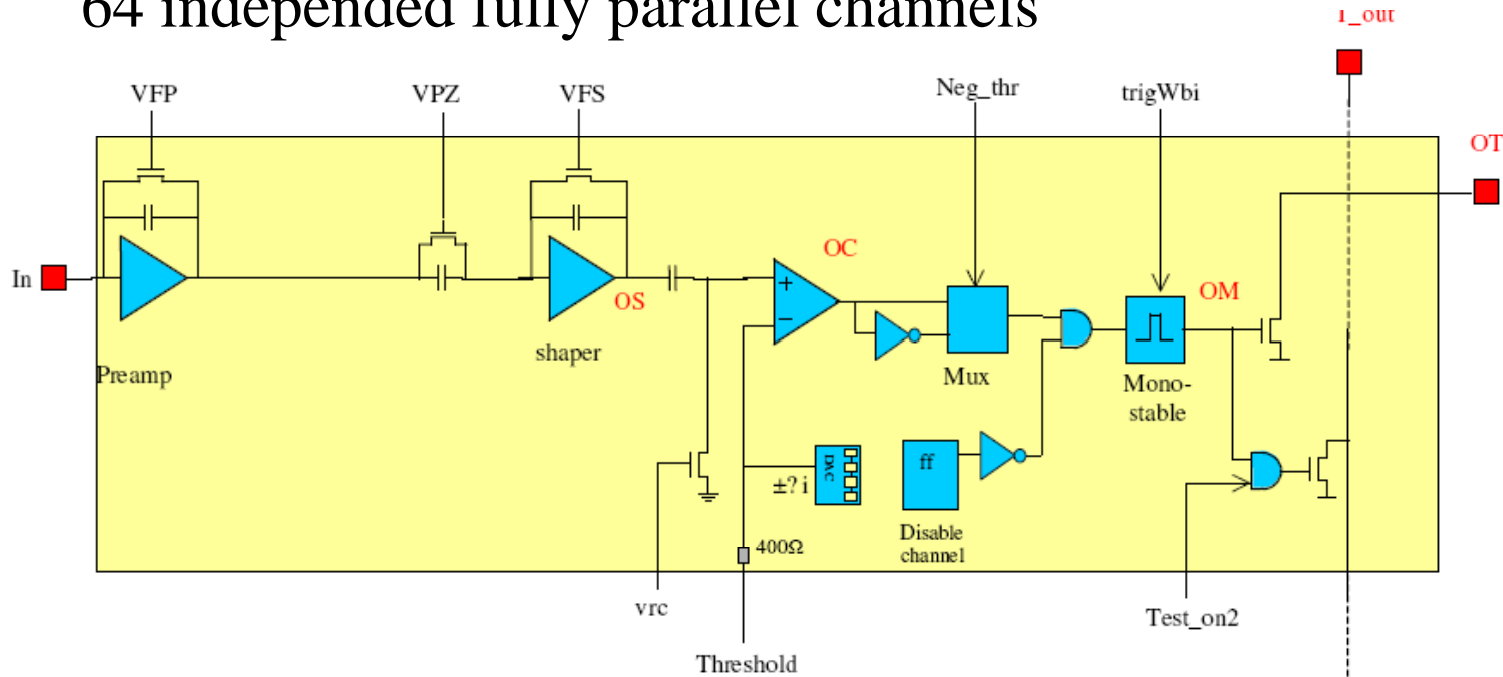 64 independed fully parallel channels
T_out
VFP
VPZ
VFS
Neg_thr
trigWbi
OT
In
OS
OC
OM
+
−
Preamp
shaper
Mux
Mono-
stable
DAC
±? i
ff
Disable
channel
400Ω
vrc
Test_on2
Threshold